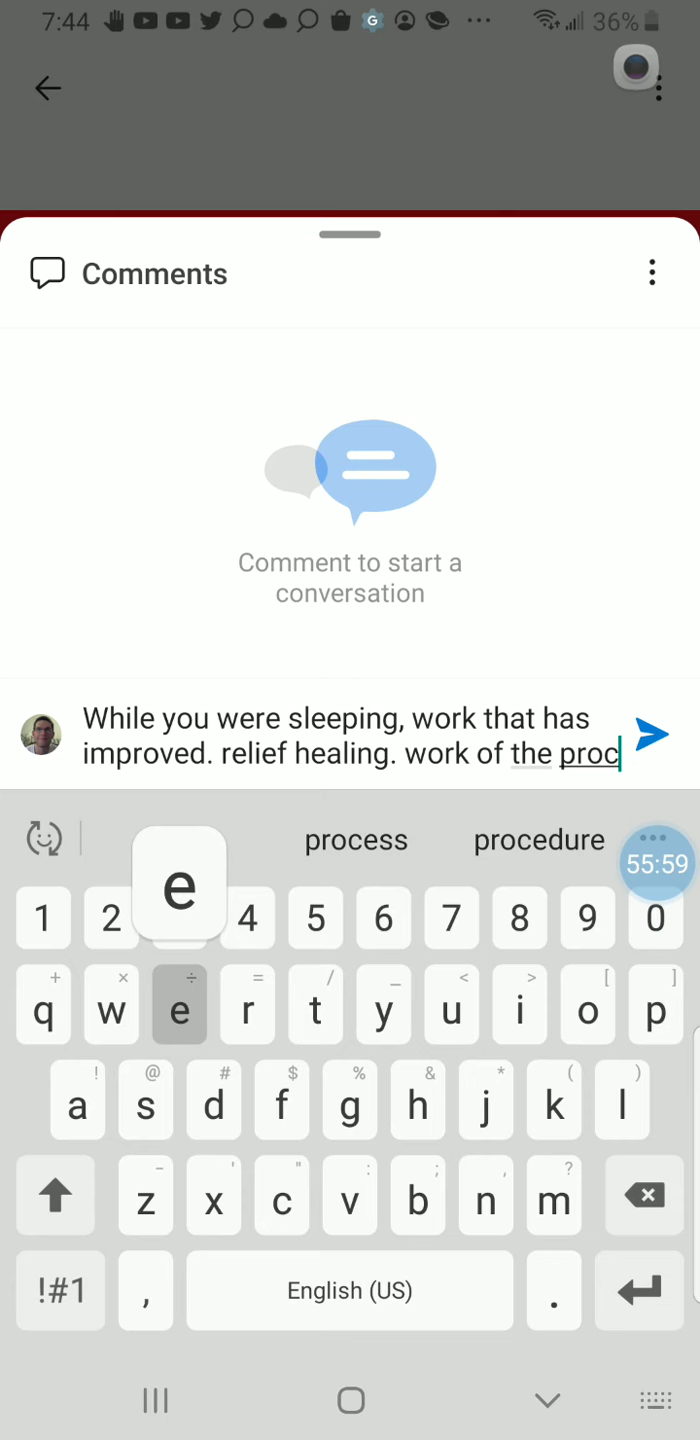 7:44 36%
Comments
Comment to start a
conversation
While you were sleeping, work that has
improved. relief healing. work of the proc
process procedure
55:59
e
1 2 4 5 6 7 8 9 0
+ × ÷ = / _ < > [ ]
q w e r t y u i o p
! @ # $ % & * ( )
a s d f g h j k l
- ' " : ; , ?
z x c v b n m
!#1 , English (US) .